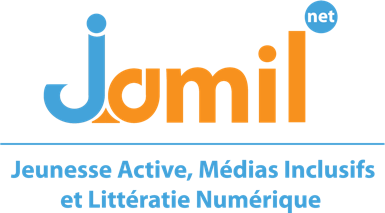 Jamil
net
Jeunesse Active, Médias Inclusifs
et Littératie Numérique